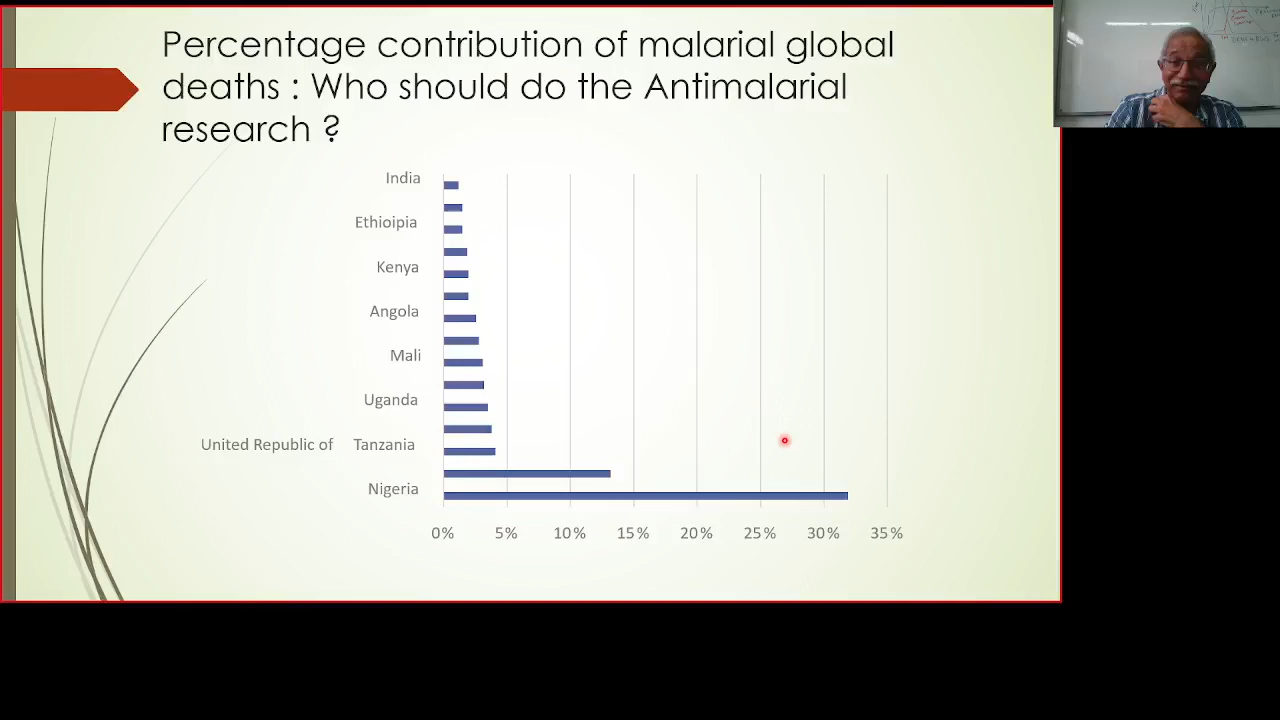 Percentage contribution of malarial global
deaths : Who should do the Antimalarial
research ?
India
Ethioipia
Kenya
Angola
Mali
Uganda
United Republic of Tanzania
Nigeria
0% 5% 10% 15% 20% 25% 30% 35%